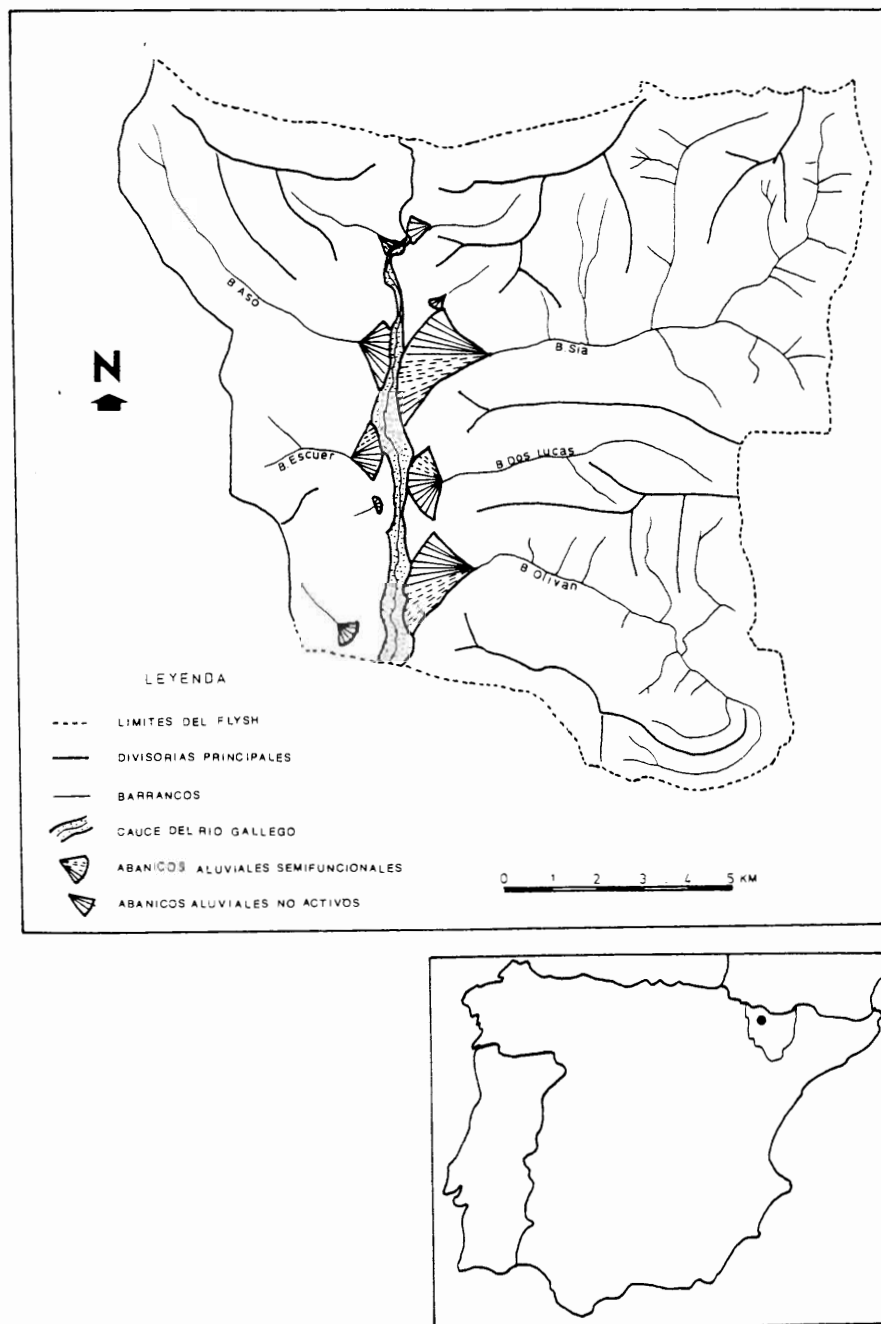 B. ASO
N
B. Sía
B. Escuer
B. Dos Lucas
B. Olivan
LEYENDA
LIMITES DEL FLYSH
DIVISORIAS PRINCIPALES
BARRANCOS
CAUCE DEL RIO GALLEGO
ABANICOS ALUVIALES SEMIFUNCIONALES
ABANICOS ALUVIALES NO ACTIVOS
0 1 2 3 4 5 KM